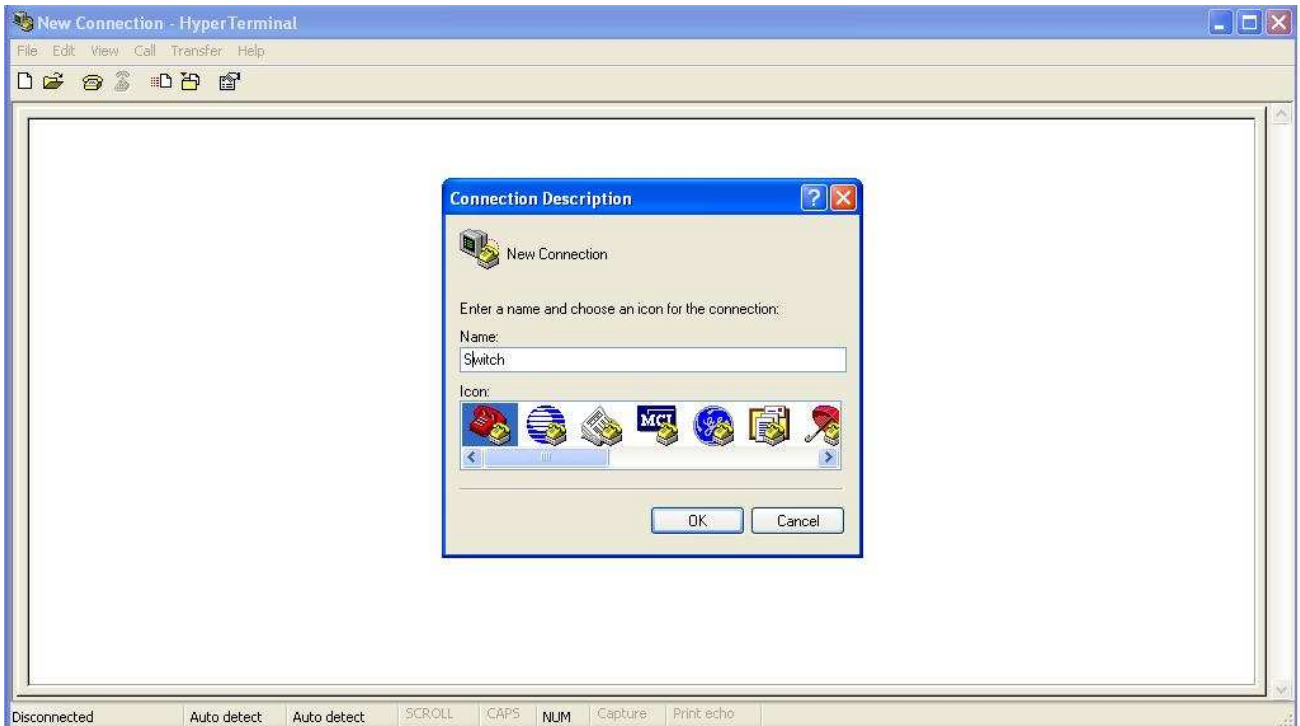 New Connection - HyperTerminal
File Edit View Call Transfer Help
Connection Description
New Connection
Enter a name and choose an icon for the connection:
Name:
Switch
Icon:
MCI
OK Cancel
Disconnected Auto detect Auto detect SCROLL CAPS NUM Capture Print echo